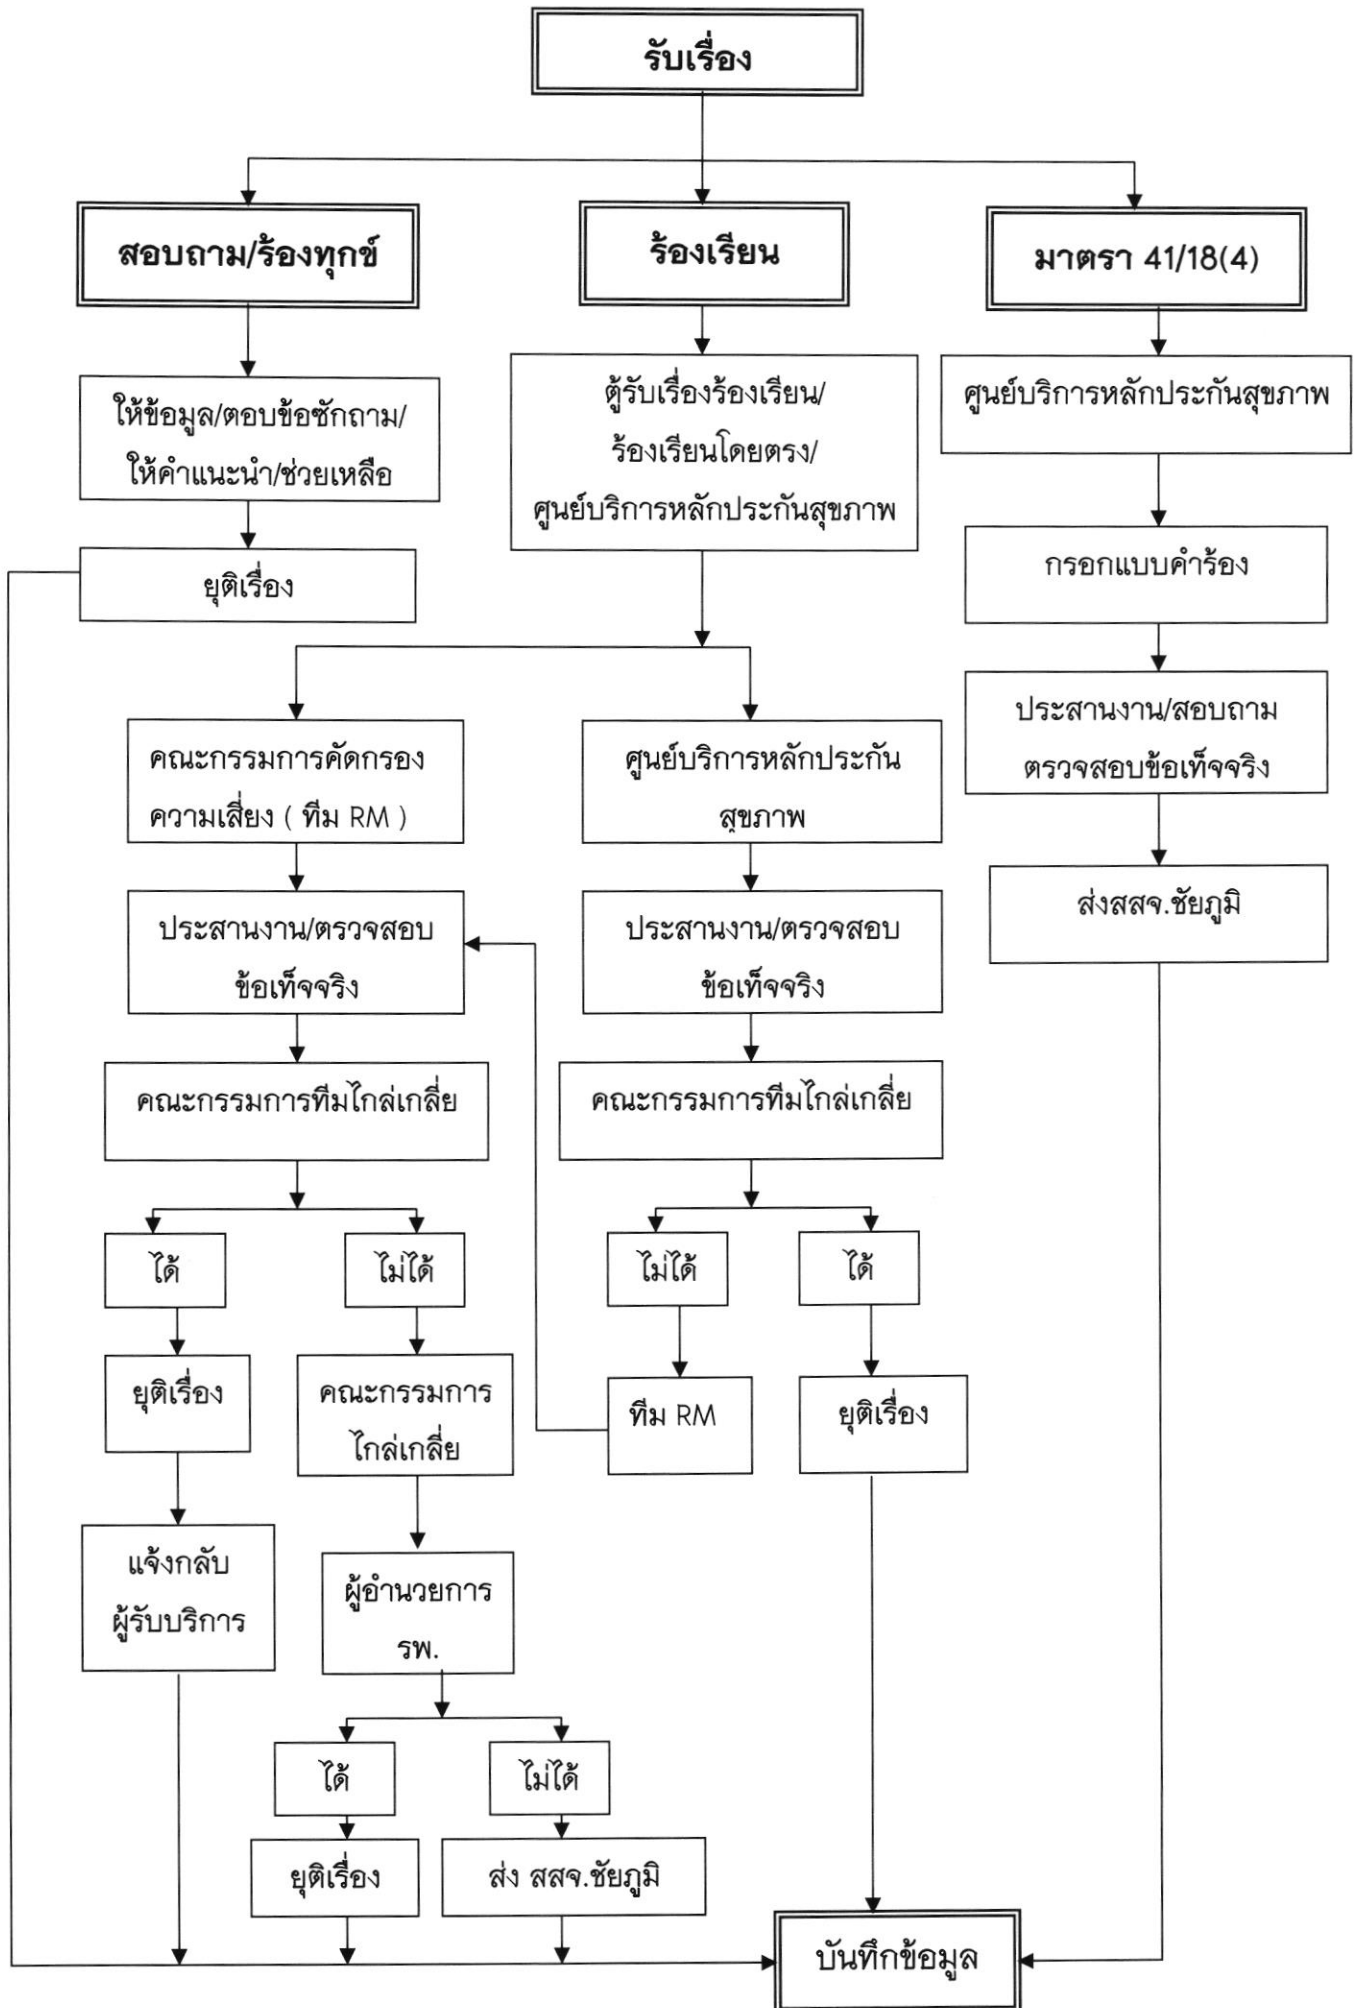 รับเรื่อง
สอบถาม/ร้องทุกข์
ร้องเรียน
มาตรา 41/18(4)
ให้ข้อมูล/ตอบข้อซักถาม/
ให้คำแนะนำ/ช่วยเหลือ
ยุติเรื่อง
ตู้รับเรื่องร้องเรียน/
ร้องเรียนโดยตรง/
ศูนย์บริการหลักประกันสุขภาพ
ศูนย์บริการหลักประกันสุขภาพ
กรอกแบบคำร้อง
ประสานงาน/สอบถาม
ตรวจสอบข้อเท็จจริง
ส่งสสจ.ชัยภูมิ
คณะกรรมการคัดกรอง
ความเสี่ยง ( ทีม RM )
ประสานงาน/ตรวจสอบ
ข้อเท็จจริง
คณะกรรมการทีมไกล่เกลี่ย
ศูนย์บริการหลักประกัน
สุขภาพ
ประสานงาน/ตรวจสอบ
ข้อเท็จจริง
คณะกรรมการทีมไกล่เกลี่ย
ได้
ไม่ได้
ไม่ได้
ได้
ยุติเรื่อง
คณะกรรมการ
ไกล่เกลี่ย
ทีม RM
ยุติเรื่อง
แจ้งกลับ
ผู้รับบริการ
ผู้อำนวยการ
รพ.
ได้
ไม่ได้
ยุติเรื่อง
ส่ง สสจ.ชัยภูมิ
บันทึกข้อมูล